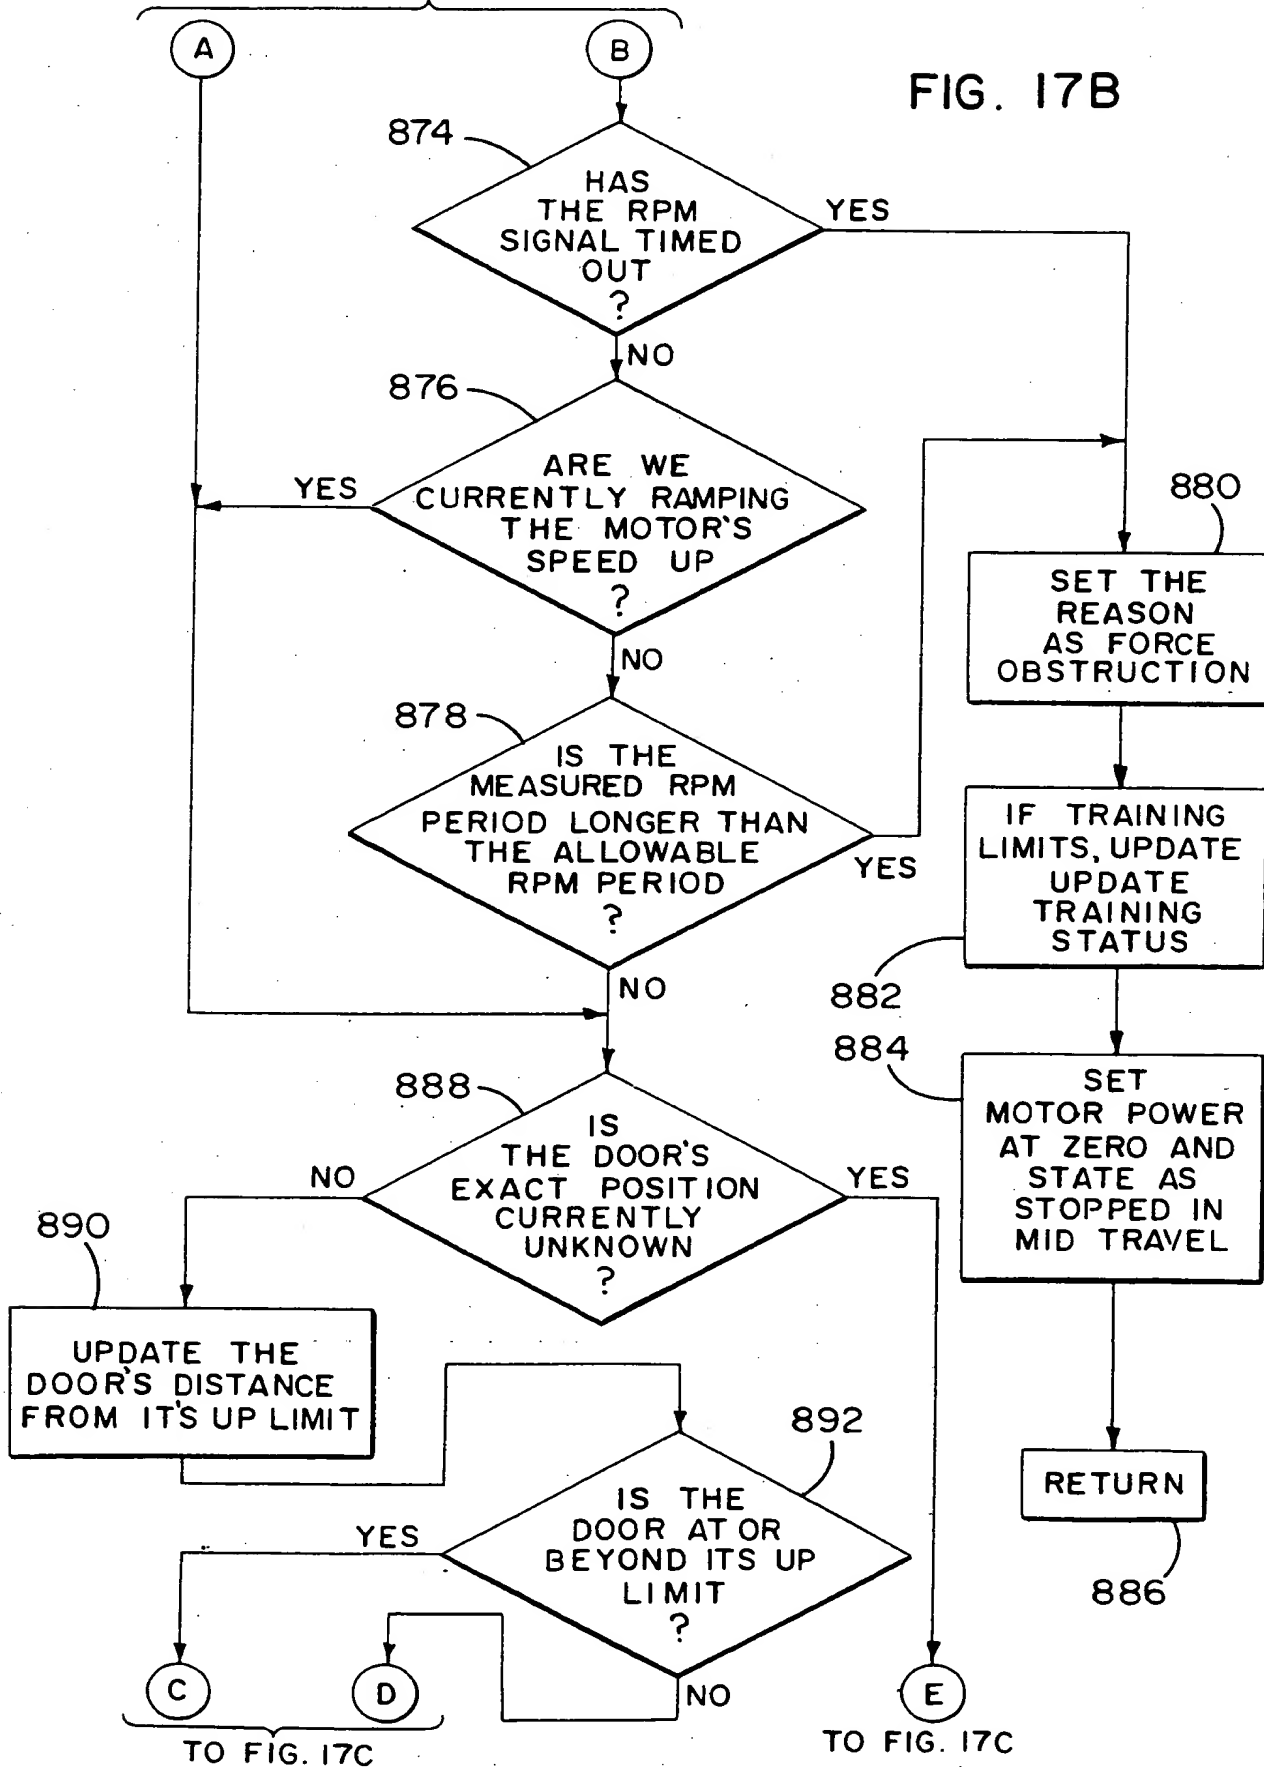 A
B
FIG. 17B
874
HAS
THE RPM
SIGNAL TIMED
OUT
?
YES
NO
876
ARE WE
CURRENTLY RAMPING
THE MOTOR'S
SPEED UP
?
YES
NO
880
SET THE
REASON
AS FORCE
OBSTRUCTION
878
IS THE
MEASURED RPM
PERIOD LONGER THAN
THE ALLOWABLE
RPM PERIOD
?
YES
NO
IF TRAINING
LIMITS, UPDATE
UPDATE
TRAINING
STATUS
882
884
SET
MOTOR POWER
AT ZERO AND
STATE AS
STOPPED IN
MID TRAVEL
888
IS
THE DOOR'S
EXACT POSITION
CURRENTLY
UNKNOWN
?
NO
YES
890
UPDATE THE
DOOR'S DISTANCE
FROM IT'S UP LIMIT
892
IS THE
DOOR AT OR
BEYOND ITS UP
LIMIT
?
YES
NO
RETURN
886
C
D
E
TO FIG. 17C
TO FIG. 17C